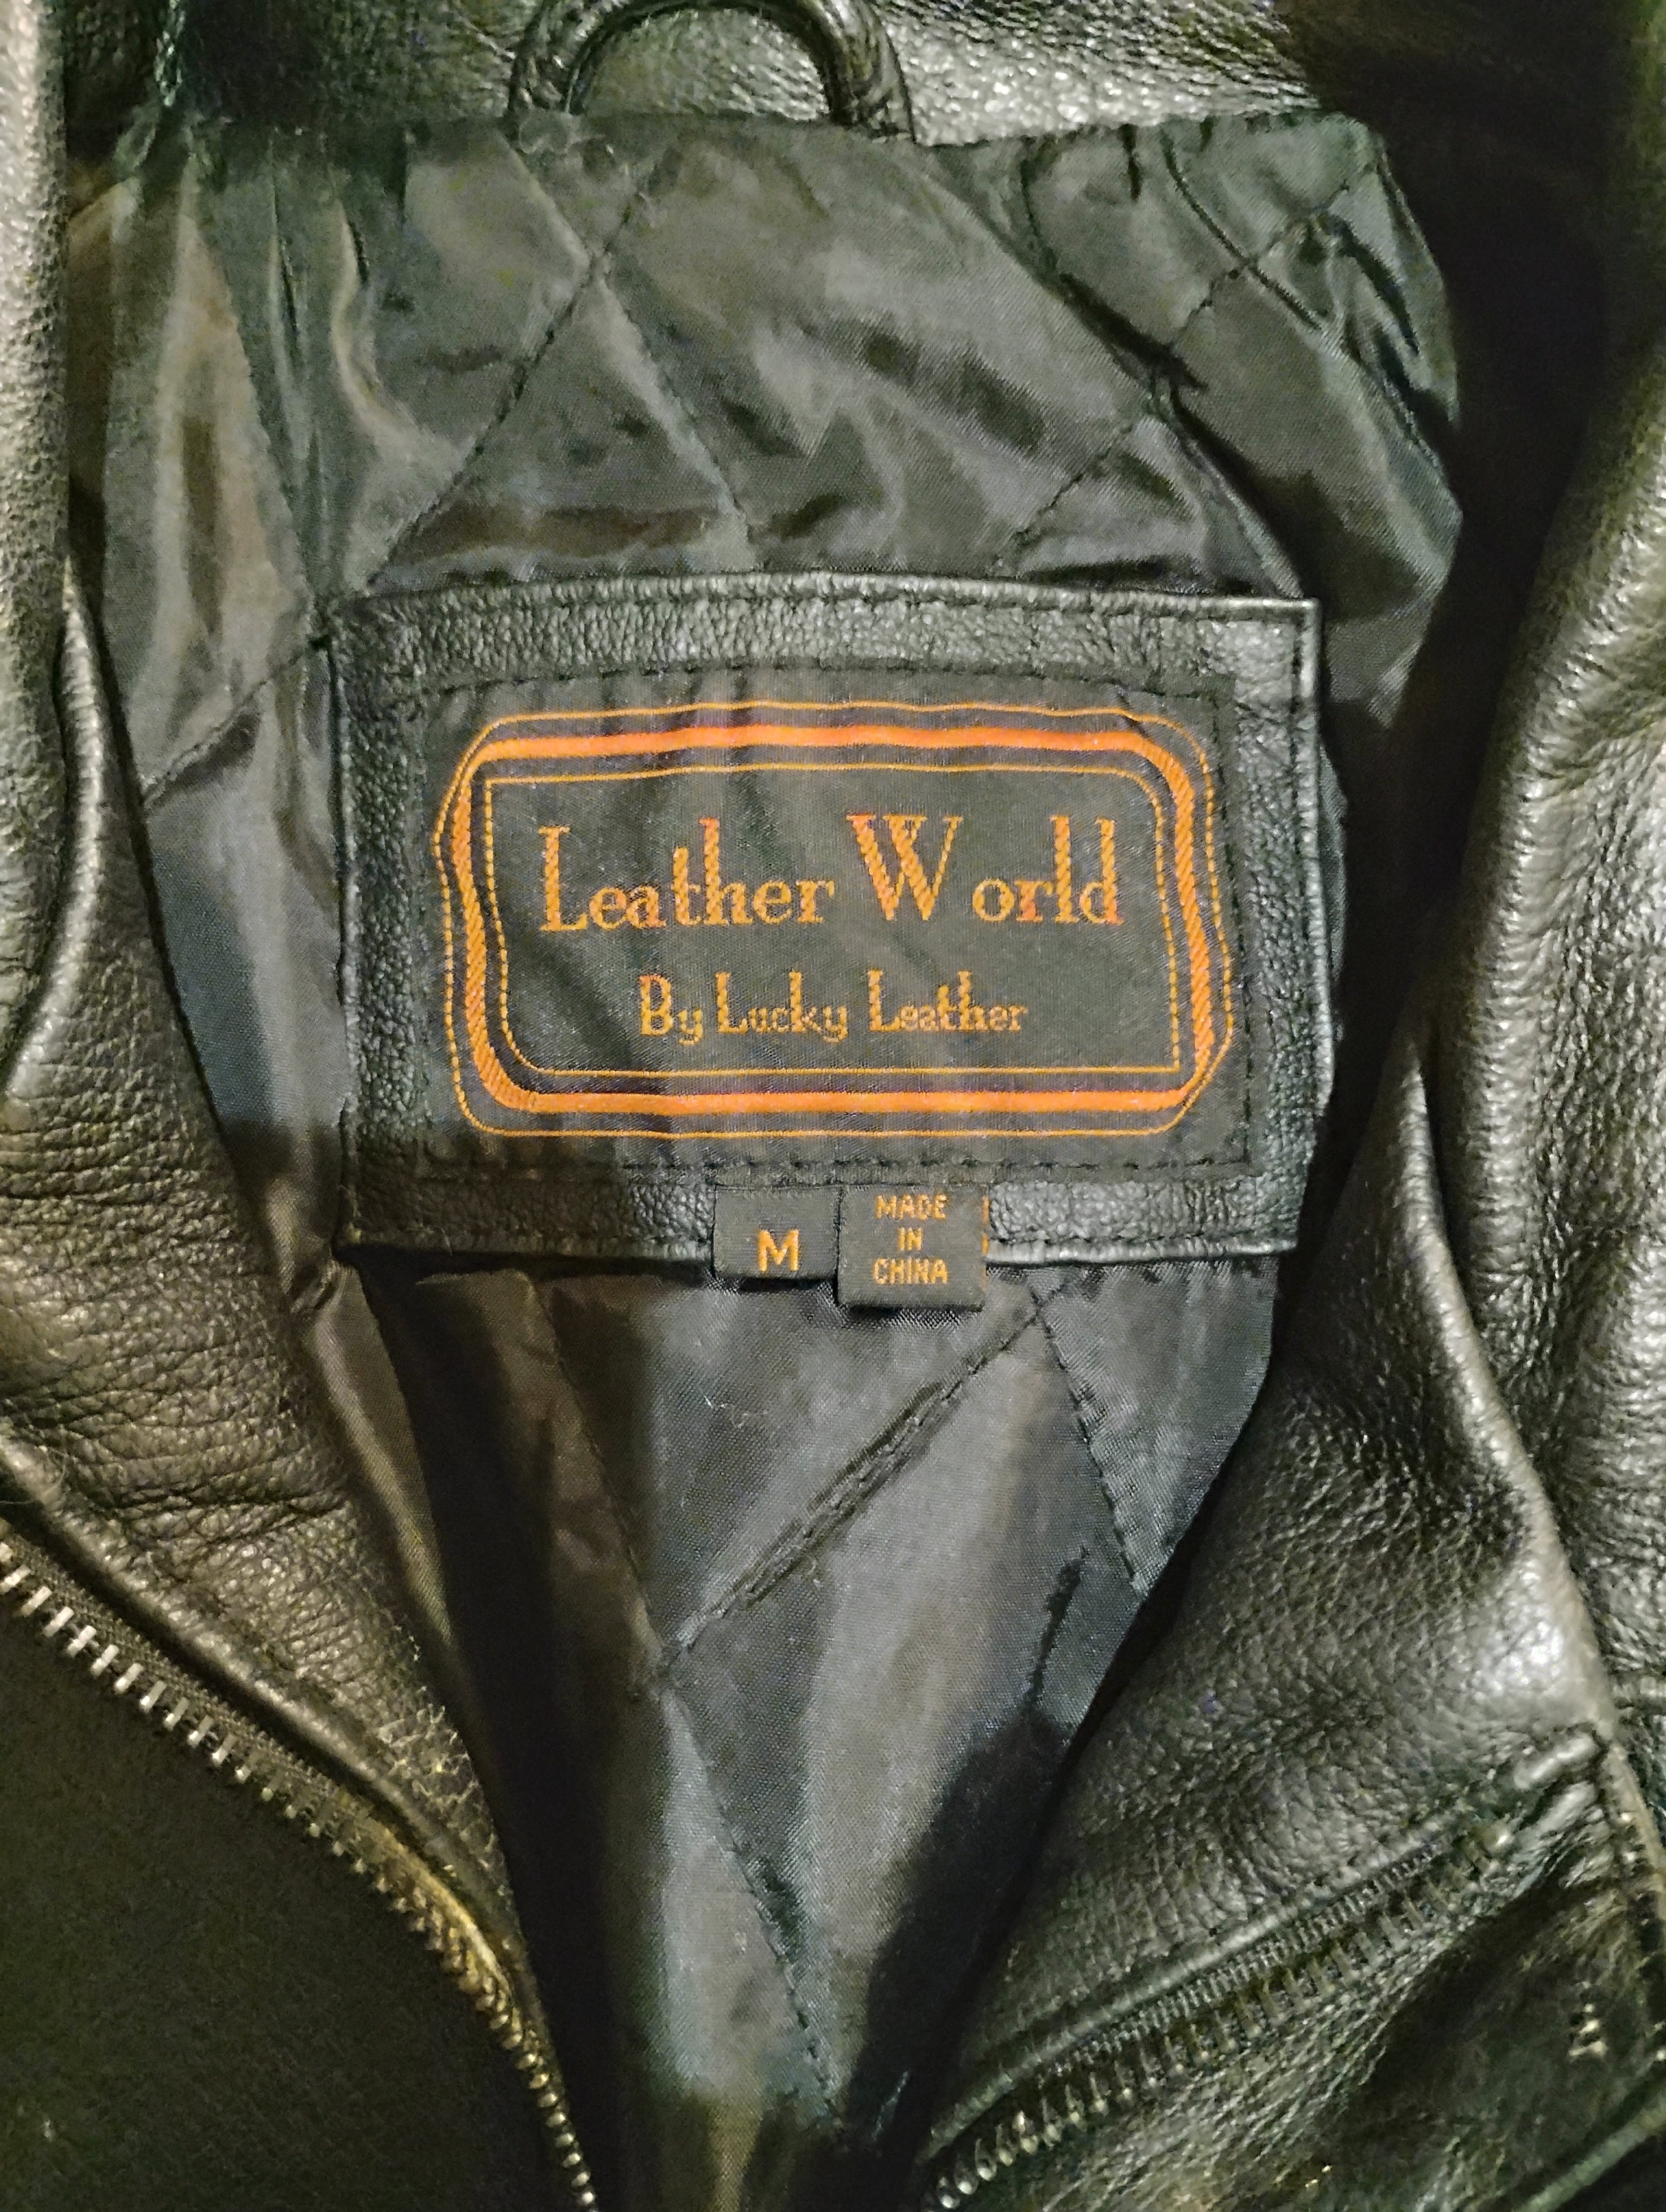 Leather World
By Lucky Leather
M
MADE
IN
CHINA